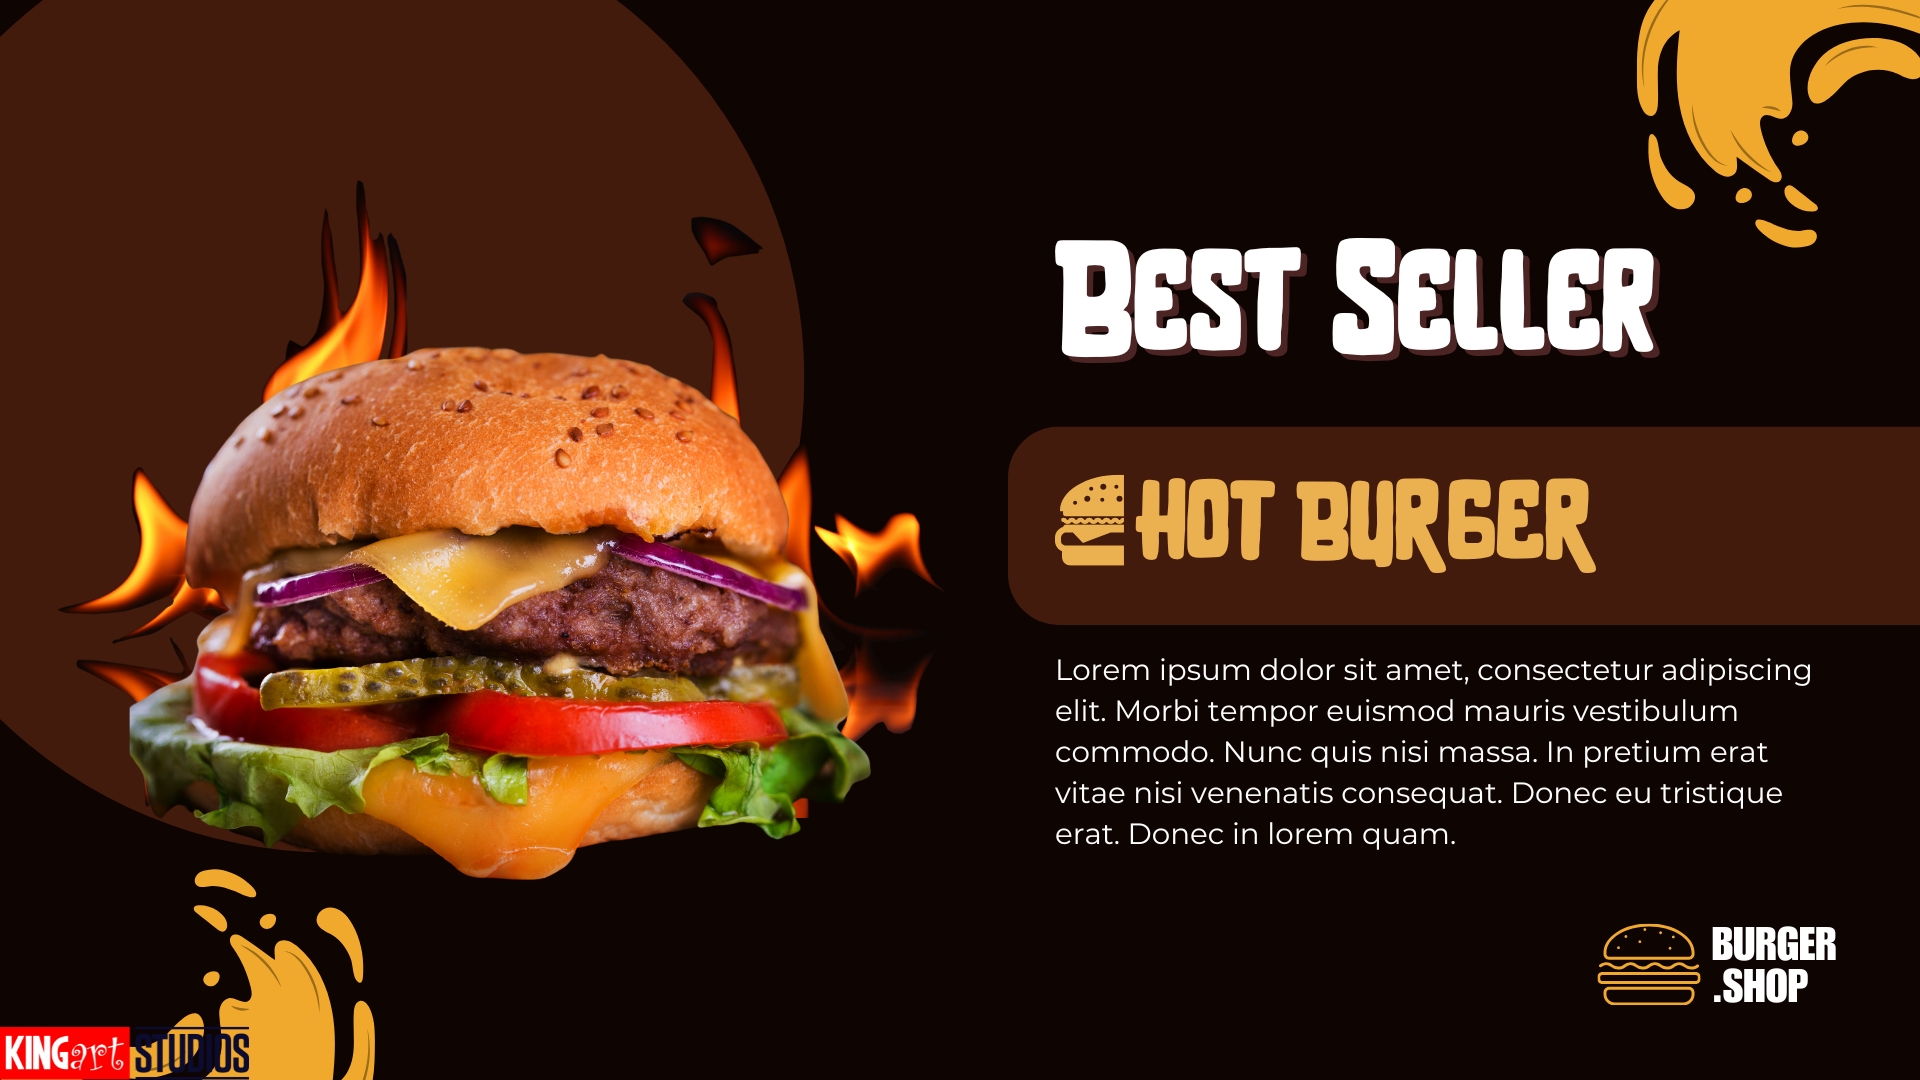 Best Seller
HOT BURGER
Lorem ipsum dolor sit amet, consectetur adipiscing
elit. Morbi tempor euismod mauris vestibulum
commodo. Nunc quis nisi massa. In pretium erat
vitae nisi venenatis consequat. Donec eu tristique
erat. Donec in lorem quam.
BURGER
.SHOP
KINGart STUDIOS